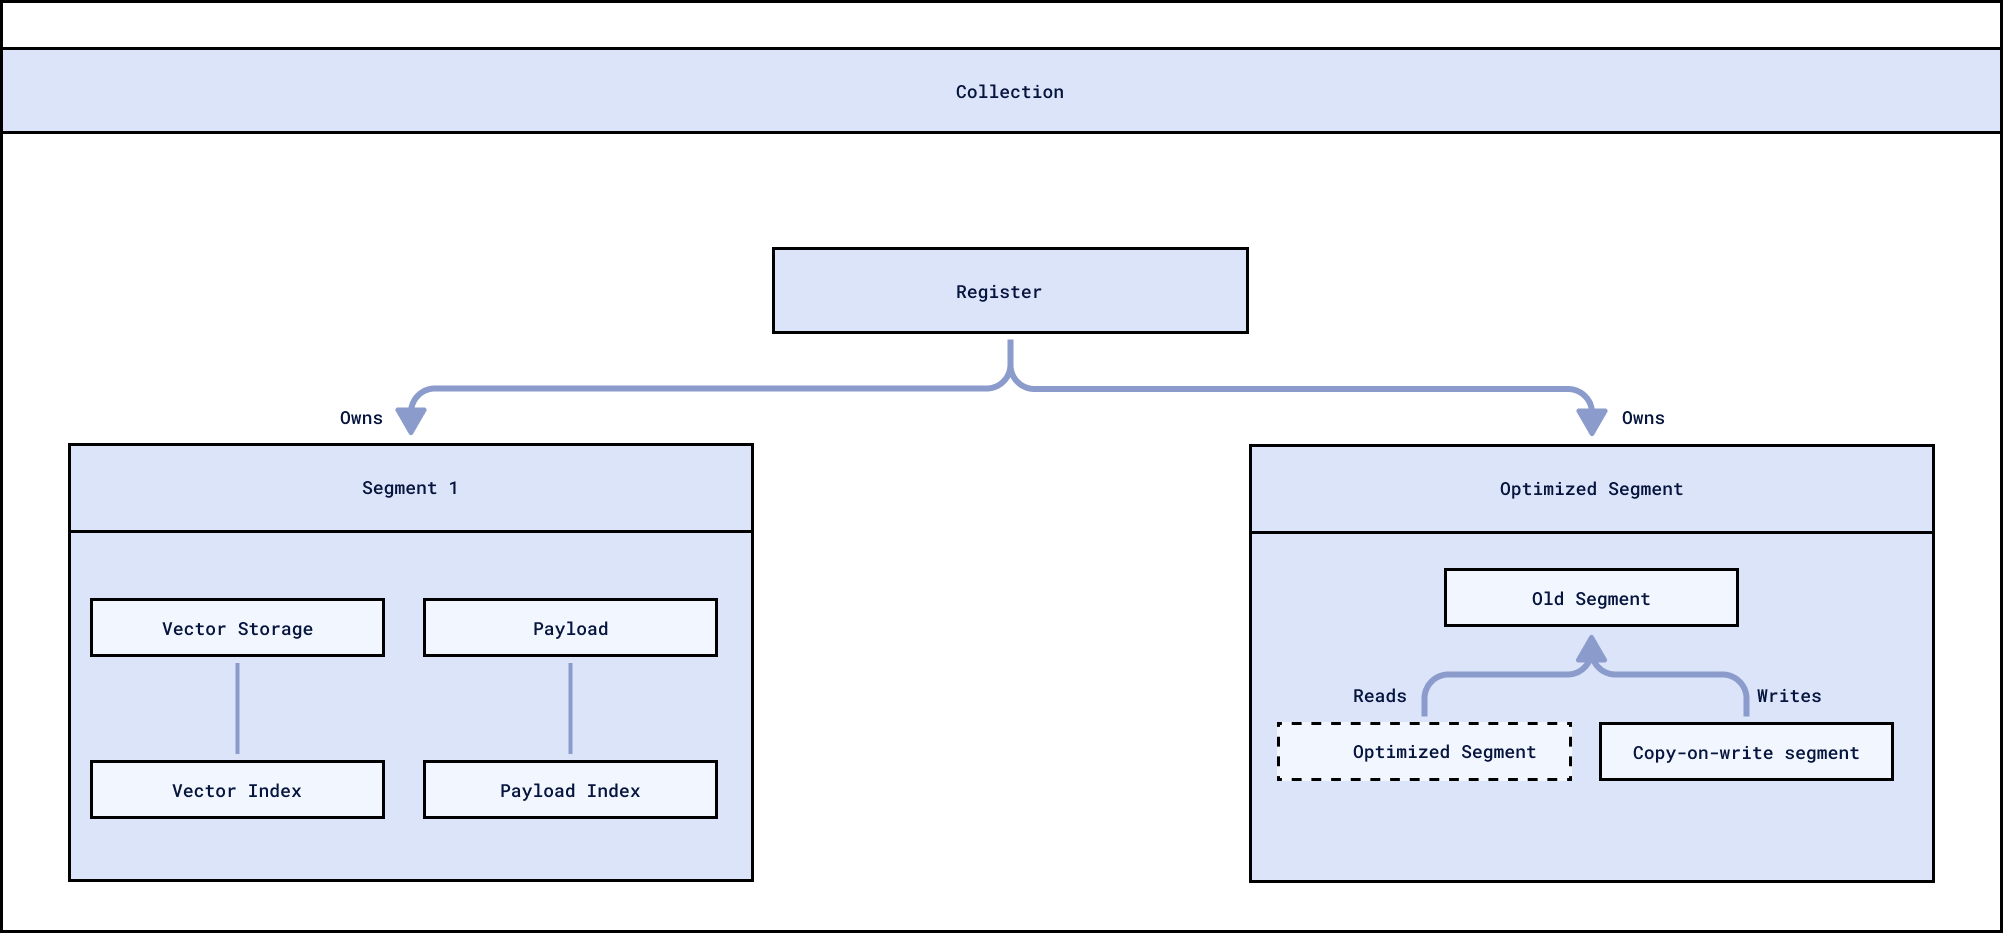 Collection
Register
Owns
Owns
Segment 1
Vector Storage
Payload
Vector Index
Payload Index
Optimized Segment
Old Segment
Reads
Writes
Optimized Segment
Copy-on-write segment